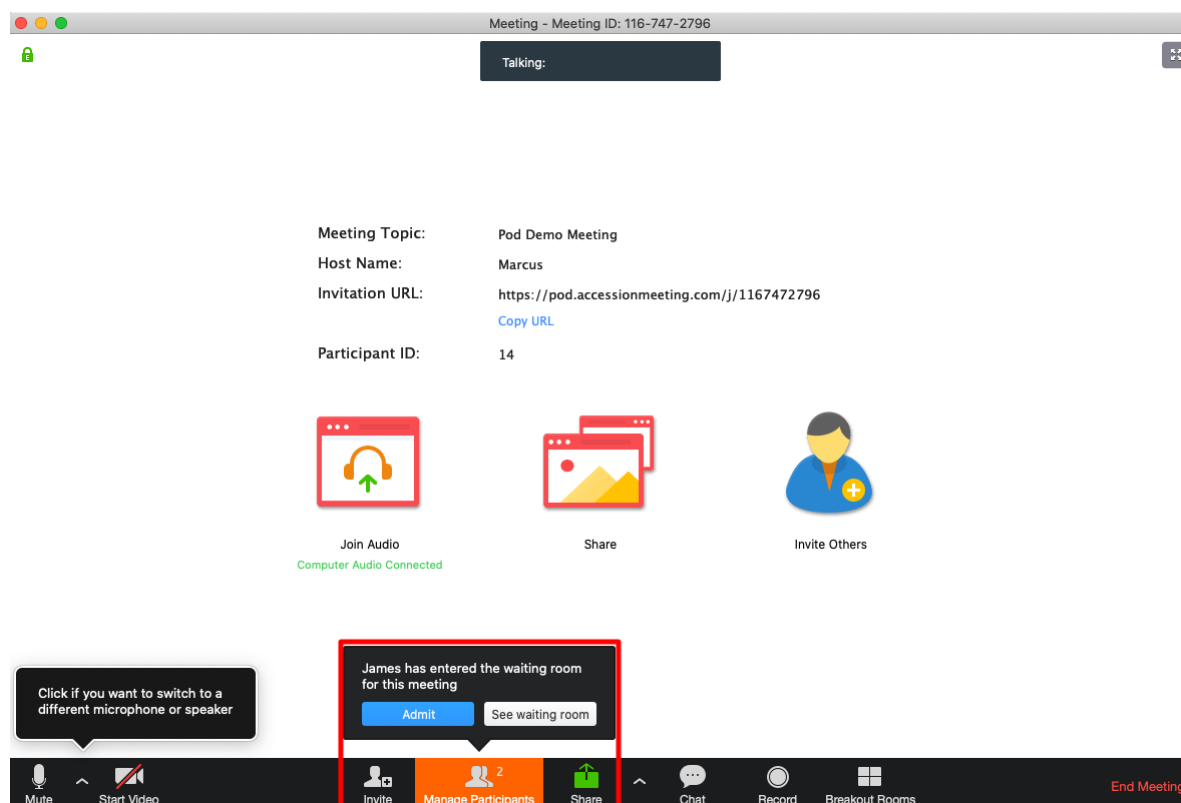 Meeting - Meeting ID: 116-747-2796
Talking:
Meeting Topic: Pod Demo Meeting
Host Name: Marcus
Invitation URL: https://pod.accessionmeeting.com/j/1167472796
Copy URL
Participant ID: 14
Join Audio Share Invite Others
Computer Audio Connected
James has entered the waiting room
for this meeting
Admit See waiting room
Click if you want to switch to a
different microphone or speaker
2
Mute Start Video Invite Manage Participants Share Chat Record Breakout Rooms End Meeting